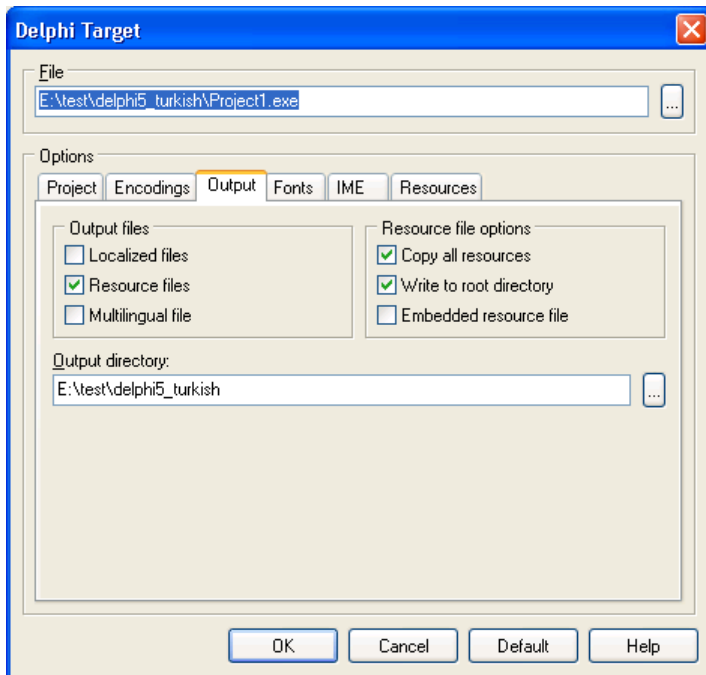 Delphi Target
File
E:\test\delphi5_turkish\Project1.exe
...
Options
Project Encodings Output Fonts IME Resources
Output files
Localized files
Resource files
Multilingual file
Resource file options
Copy all resources
Write to root directory
Embedded resource file
Output directory:
E:\test\delphi5_turkish
...
OK Cancel Default Help